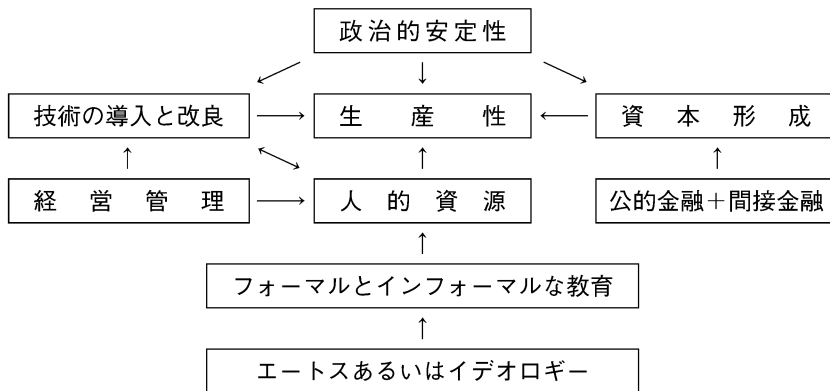 政治的安定性
技術の導入と改良
生産性
資本形成
経営管理
人的資源
公的金融＋間接金融
フォーマルとインフォーマルな教育
エートスあるいはイデオロギー